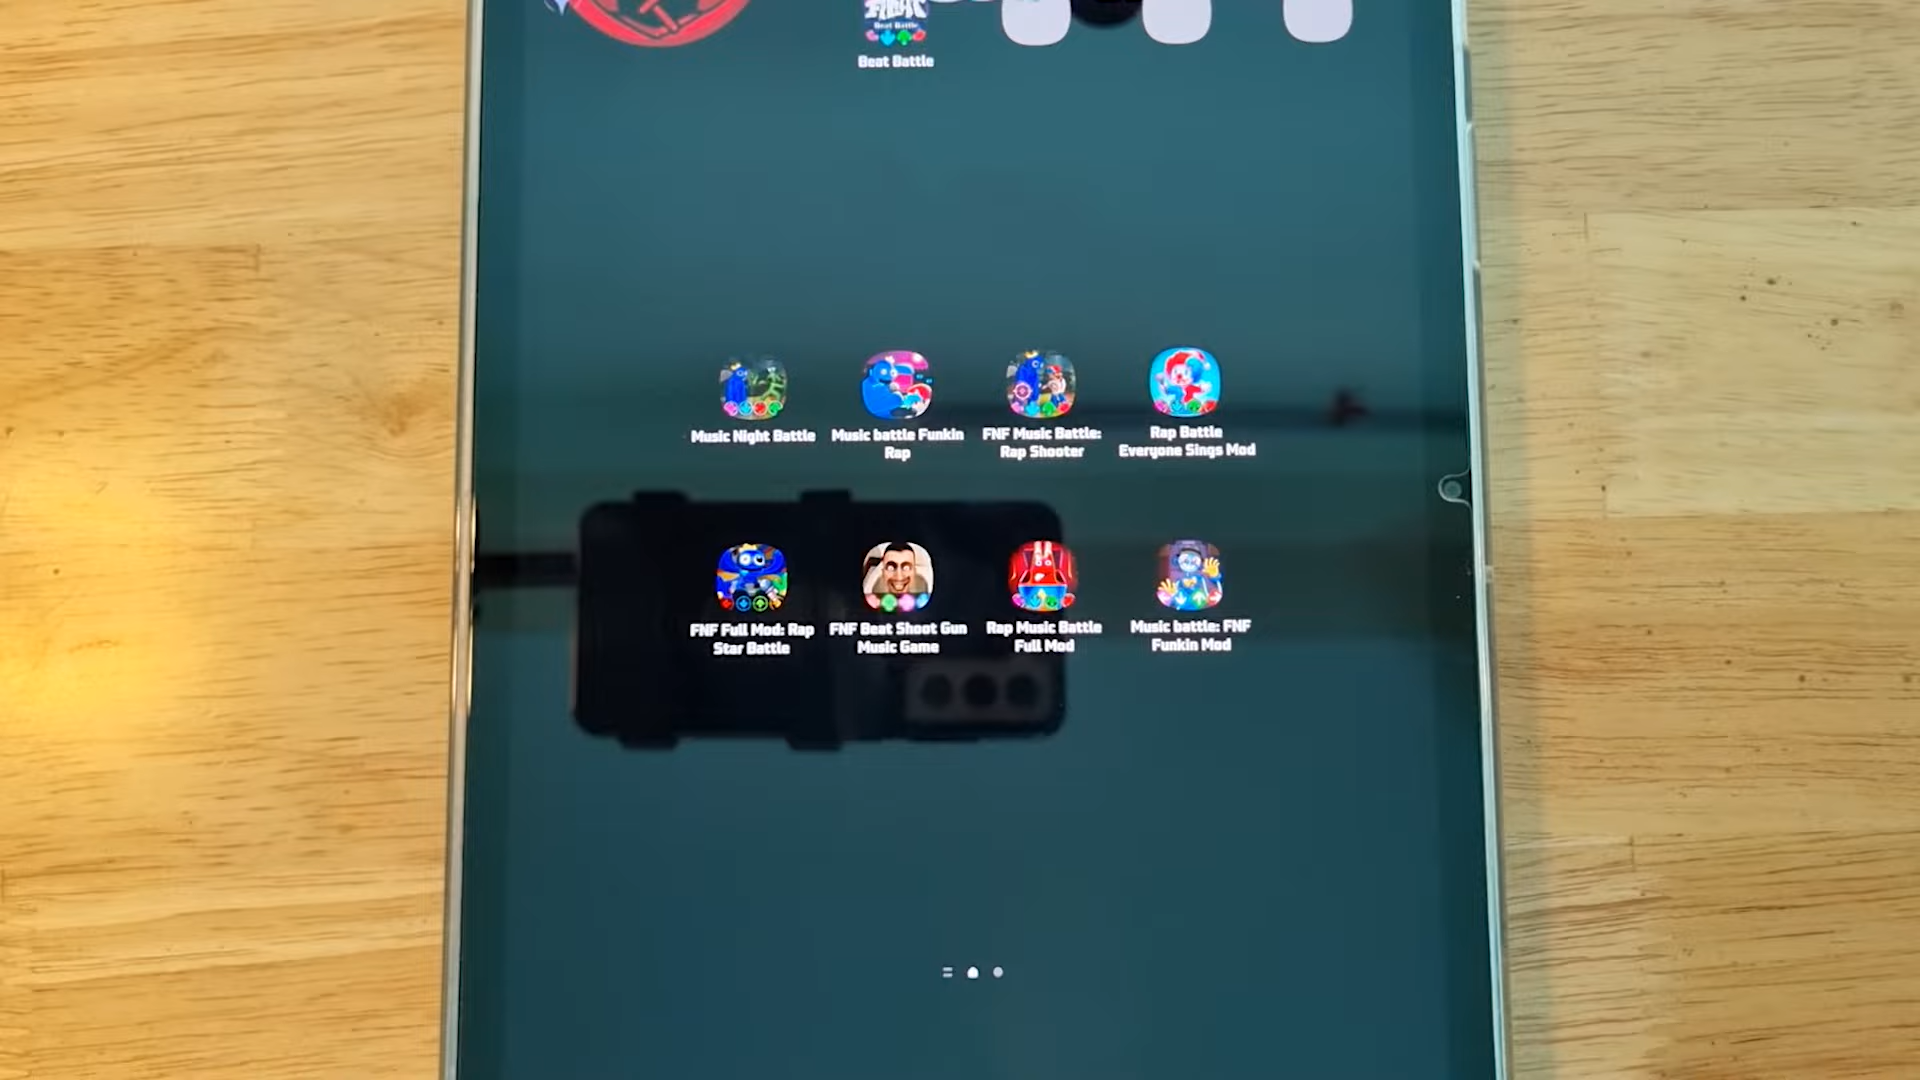 Beat Battle
Music Night Battle
Music battle Funkin
Rap
FNF Music Battle:
Rap Shooter
Rap Battle
Everyone Sings Mod
FNF Full Mod: Rap
Star Battle
FNF Beat Shoot Gun
Music Game
Rap Music Battle
Full Mod
Music battle: FNF
Funkin Mod